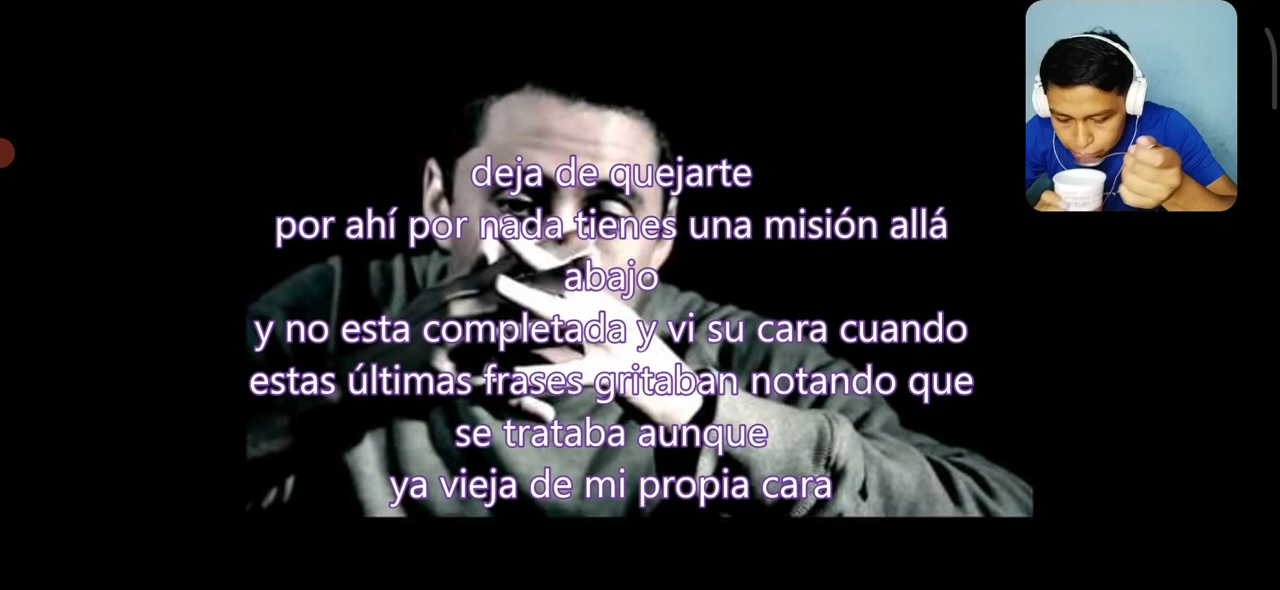 deja de quejarte
por ahí por nada tienes una misión allá
abajo
y no esta completada y vi su cara cuando
estas últimas frases gritaban notando que
se trataba aunque
ya vieja de mi propia cara